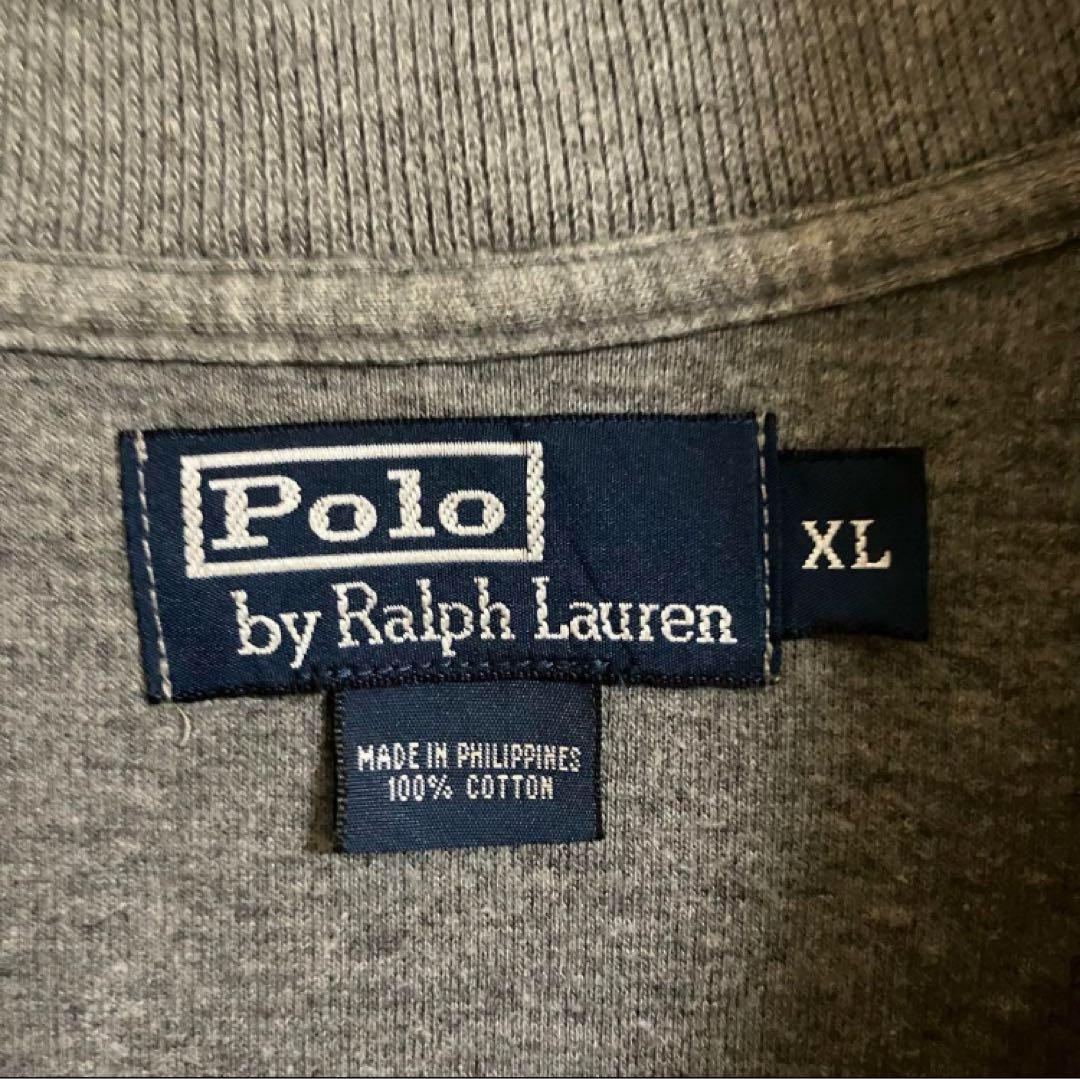 Polo
by Ralph Lauren
XL
MADE IN PHILIPPINES
100% COTTON